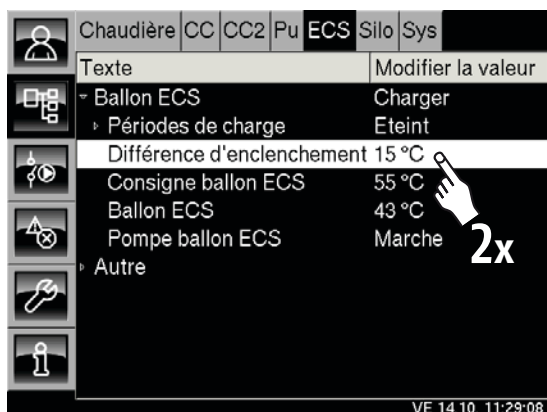 Chaudière CC CC2 Pu ECS Silo Sys
Texte Modifier la valeur
Ballon ECS Charger
Périodes de charge Eteint
Différence d'enclenchement 15 °C
Consigne ballon ECS 55 °C
Ballon ECS 43 °C
Pompe ballon ECS Marche
2x
Autre
VE 14.10. 11:29:08